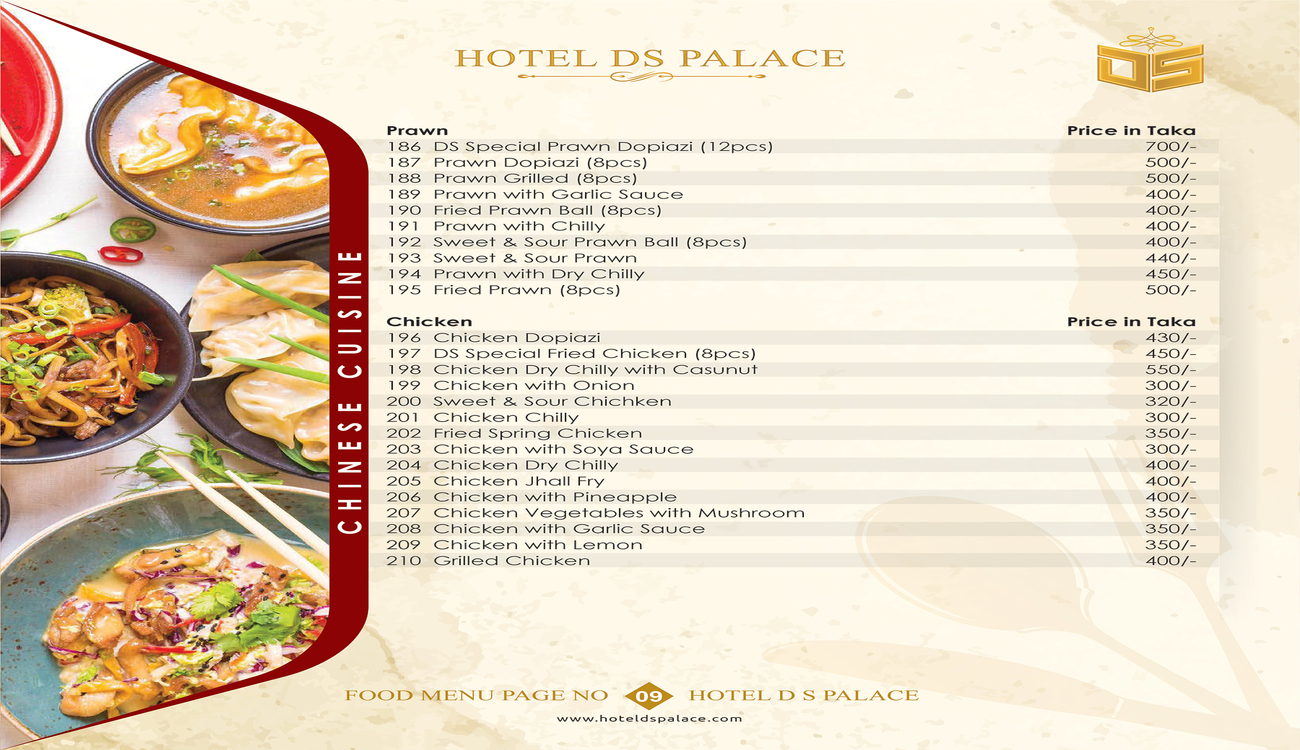 HOTEL DS PALACE
DS
CHINESE CUISINE
Prawn Price in Taka
186 DS Special Prawn Dopiazi (12pcs) 700/-
187 Prawn Dopiazi (8pcs) 500/-
188 Prawn Grilled (8pcs) 500/-
189 Prawn with Garlic Sauce 400/-
190 Fried Prawn Ball (8pcs) 400/-
191 Prawn with Chilly 400/-
192 Sweet & Sour Prawn Ball (8pcs) 400/-
193 Sweet & Sour Prawn 440/-
194 Prawn with Dry Chilly 450/-
195 Fried Prawn (8pcs) 500/-
Chicken Price in Taka
196 Chicken Dopiazi 430/-
197 DS Special Fried Chicken (8pcs) 450/-
198 Chicken Dry Chilly with Casunut 550/-
199 Chicken with Onion 300/-
200 Sweet & Sour Chichken 320/-
201 Chicken Chilly 300/-
202 Fried Spring Chicken 350/-
203 Chicken with Soya Sauce 300/-
204 Chicken Dry Chilly 400/-
205 Chicken Jhall Fry 400/-
206 Chicken with Pineapple 400/-
207 Chicken Vegetables with Mushroom 350/-
208 Chicken with Garlic Sauce 350/-
209 Chicken with Lemon 350/-
210 Grilled Chicken 400/-
FOOD MENU PAGE NO 09 HOTEL D S PALACE
www.hoteldspalace.com